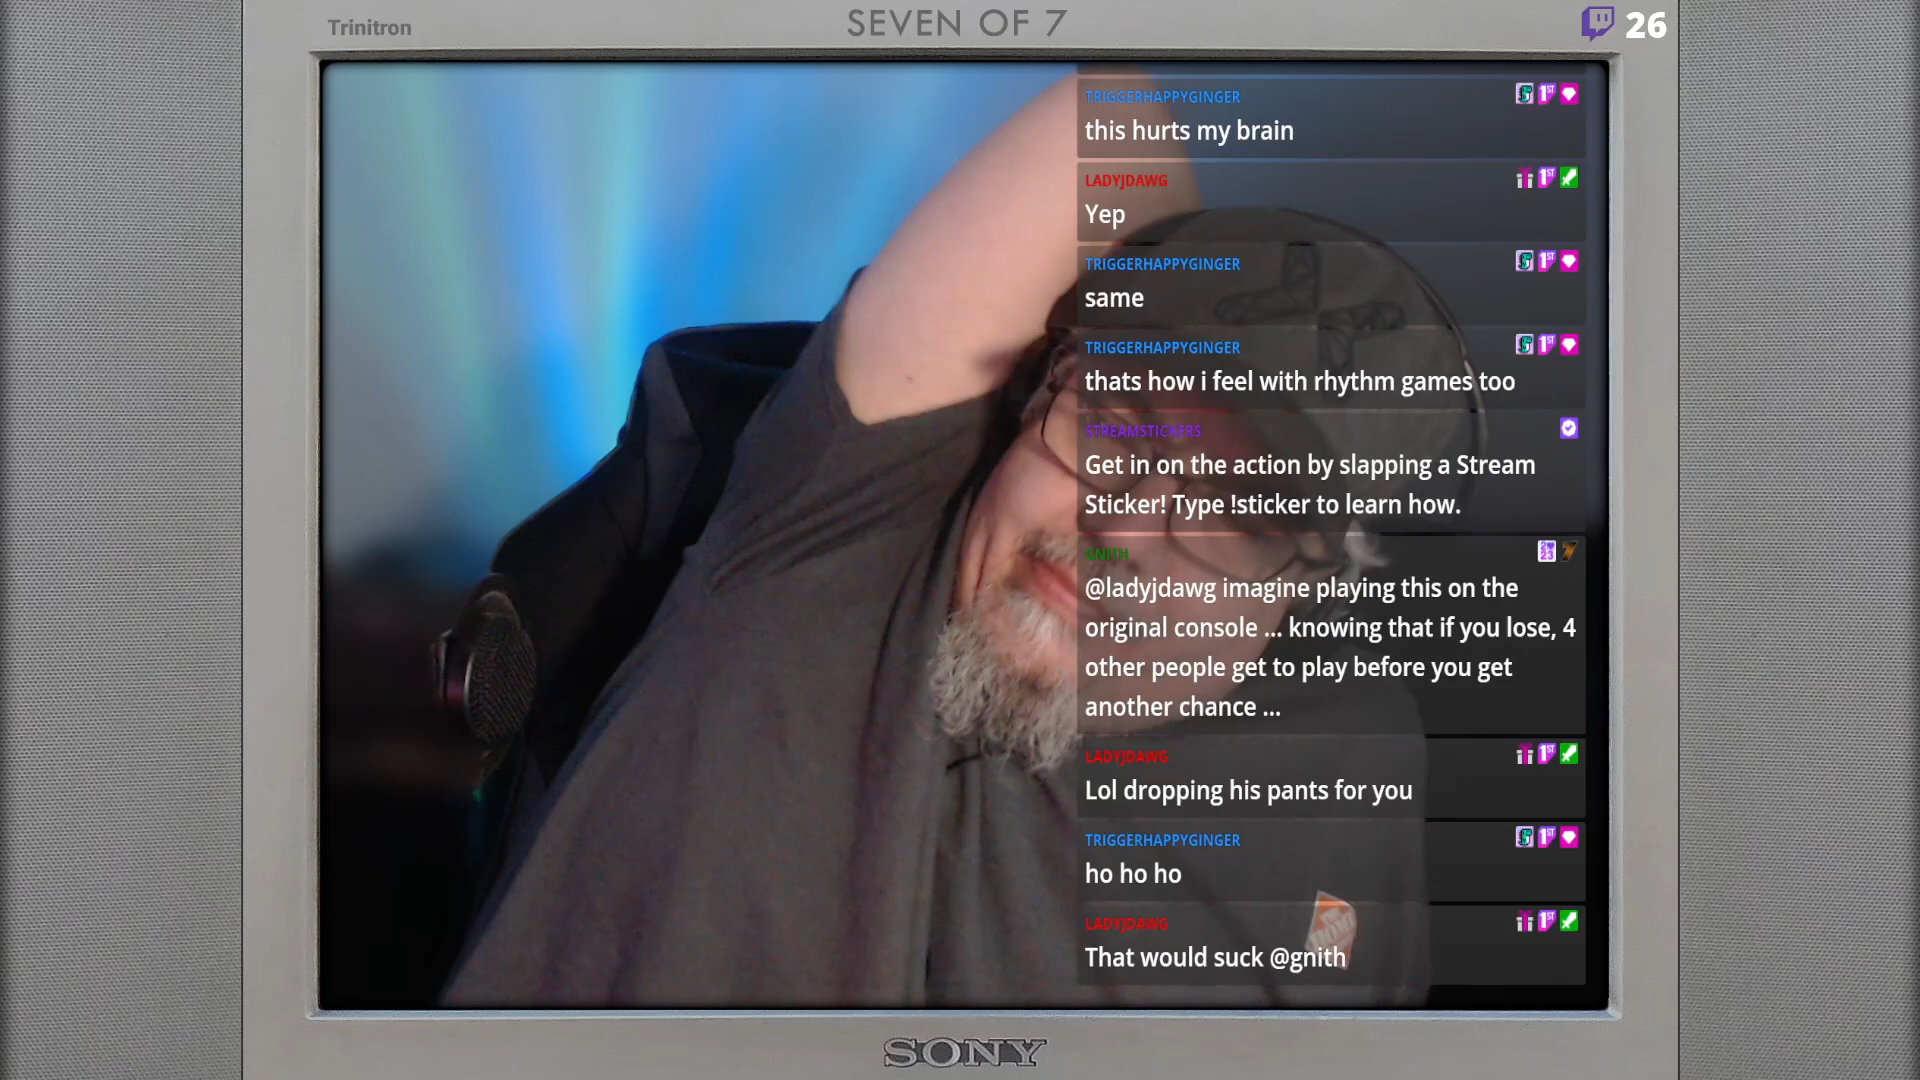 Trinitron
SEVEN OF 7
26
TRIGGERHAPPYGINGER
this hurts my brain
LADYJDAWG
Yep
TRIGGERHAPPYGINGER
same
TRIGGERHAPPYGINGER
thats how i feel with rhythm games too
STREAMSTICKERS
Get in on the action by slapping a Stream
Sticker! Type !sticker to learn how.
GNITH
@ladyjdawg imagine playing this on the
original console ... knowing that if you lose, 4
other people get to play before you get
another chance ...
LADYJDAWG
Lol dropping his pants for you
TRIGGERHAPPYGINGER
ho ho ho
LADYJDAWG
That would suck @gnith
SONY